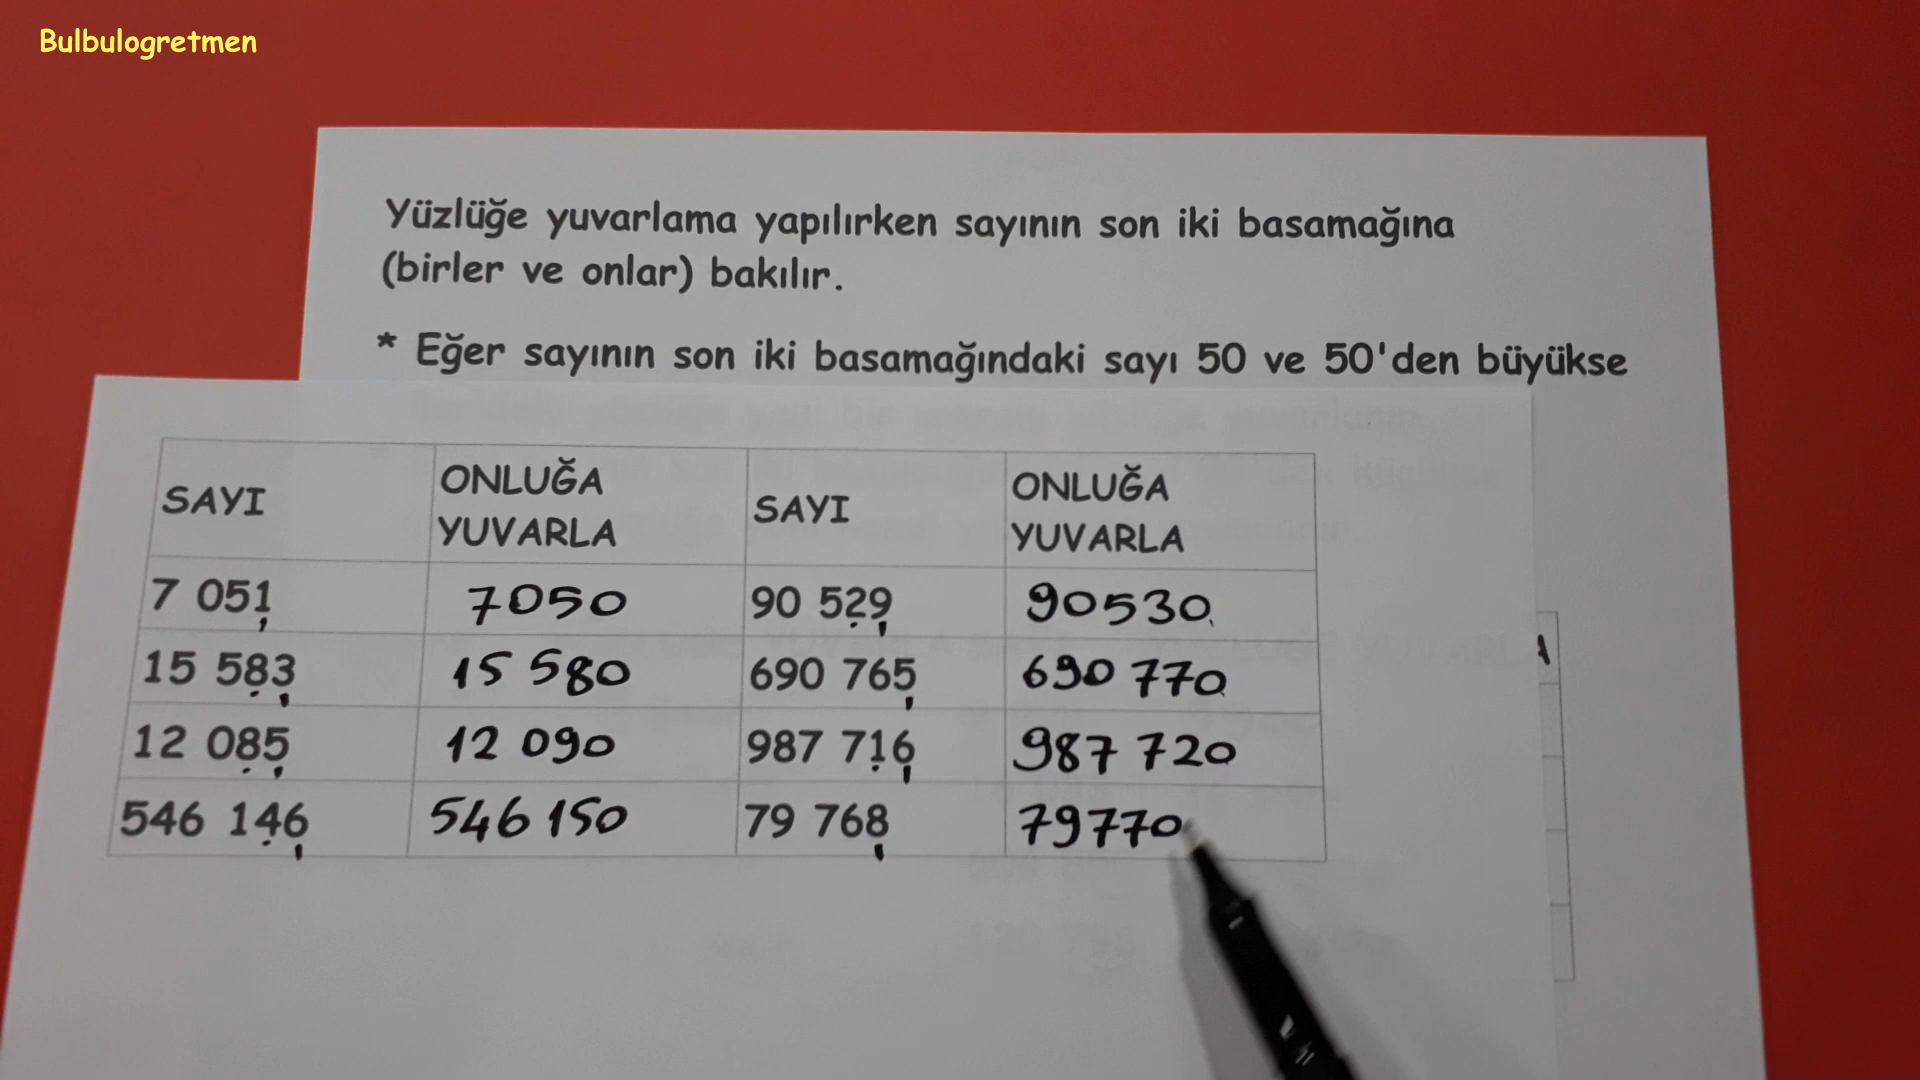 Bulbulogretmen
Yüzlüğe yuvarlama yapılırken sayının son iki basamağına
(birler ve onlar) bakılır.
* Eğer sayının son iki basamağındaki sayı 50 ve 50'den büyükse
SAYI ONLUĞA YUVARLA SAYI ONLUĞA YUVARLA
7 051 7050 90 529 90530
15 583 15 580 690 765 690 770
12 085 12 090 987 716 987 720
546 146 546 150 79 768 79770